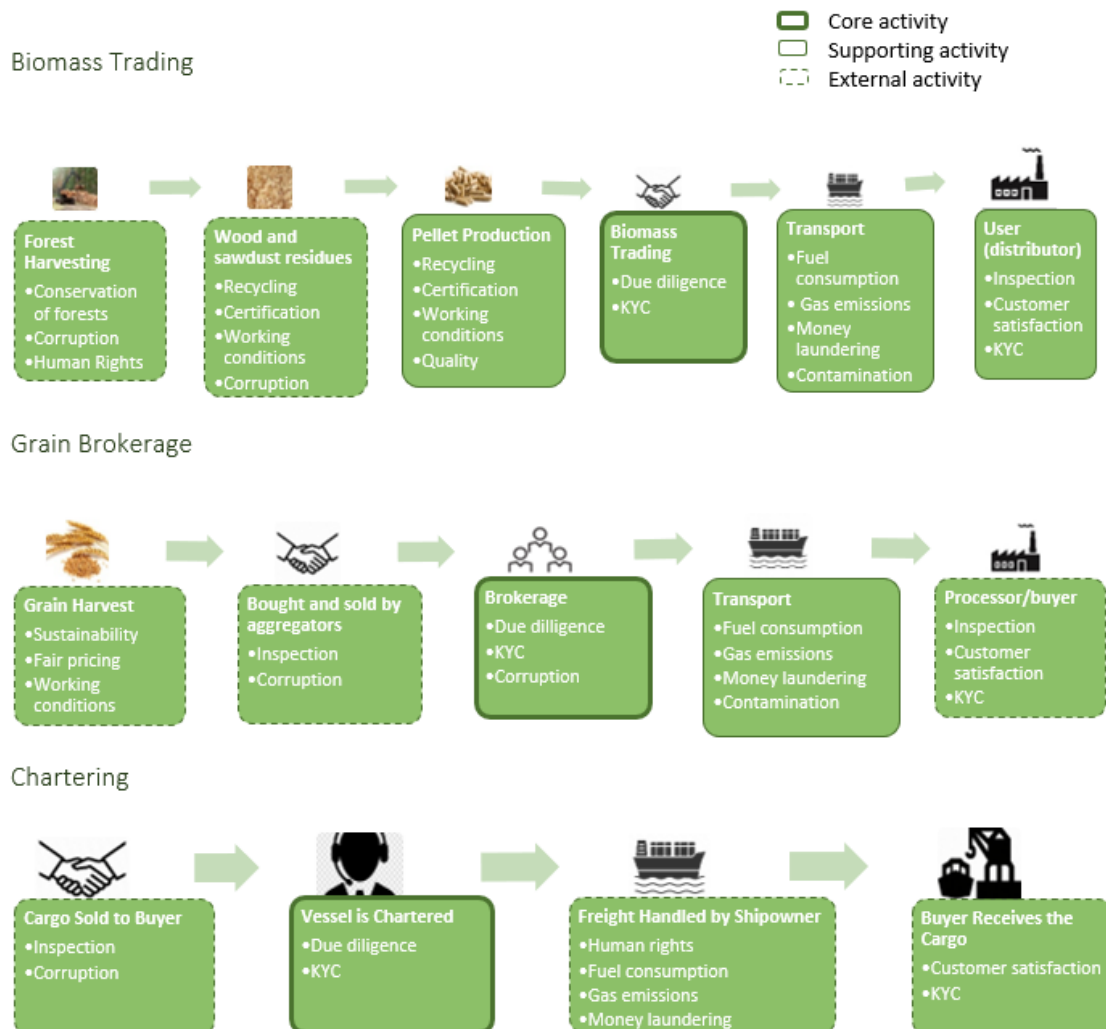 Core activity
Supporting activity
External activity
Biomass Trading
Forest
Harvesting
•Conservation
of forests
•Corruption
•Human Rights
Wood and
sawdust residues
•Recycling
•Certification
•Working
conditions
•Corruption
Pellet Production
•Recycling
•Certification
•Working
conditions
•Quality
Biomass
Trading
•Due diligence
•KYC
Transport
•Fuel
consumption
• Gas emissions
•Money
laundering
•Contamination
User
(distributor)
•Inspection
•Customer
satisfaction
•KYC
Grain Brokerage
Grain Harvest
•Sustainability
•Fair pricing
•Working
conditions
Bought and sold by
aggregators
•Inspection
•Corruption
Brokerage
•Due dilligence
•KYC
•Corruption
Transport
•Fuel consumption
•Gas emissions
•Money laundering
•Contamination
Processor/buyer
•Inspection
•Customer
satisfaction
•KYC
Chartering
Cargo Sold to Buyer
•Inspection
•Corruption
Vessel is Chartered
•Due diligence
•KYC
Freight Handled by Shipowner
•Human rights
•Fuel consumption
•Gas emissions
•Money laundering
Buyer Receives the
Cargo
•Customer satisfaction
•KYC